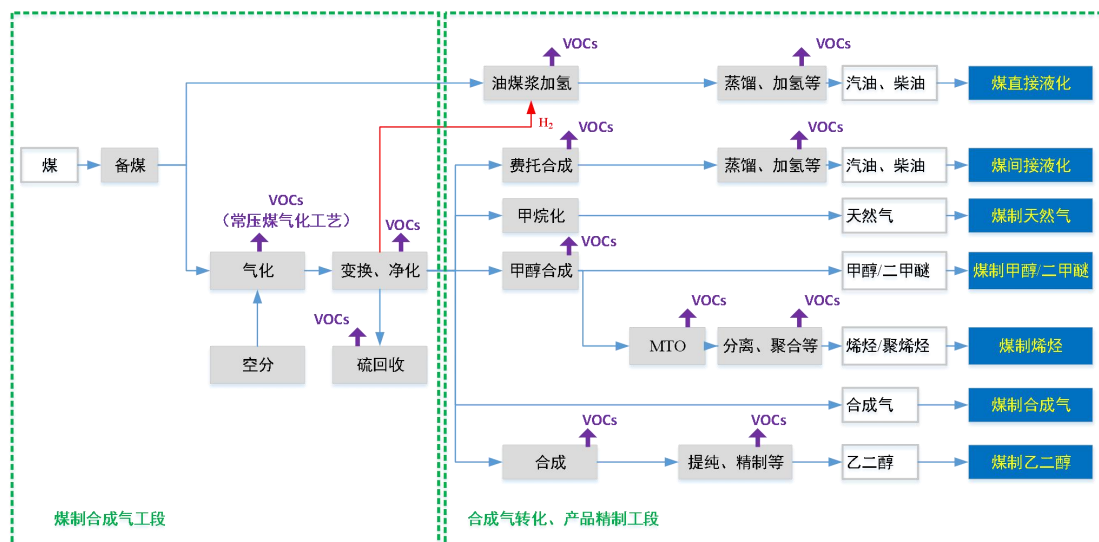 VOCs
VOCs
油煤浆加氢
蒸馏、加氢等
汽油、柴油
煤直接液化
H₂
VOCs
VOCs
煤
备煤
费托合成
蒸馏、加氢等
汽油、柴油
煤间接液化
VOCs
（常压煤气化工艺）
VOCs
甲烷化
天然气
煤制天然气
VOCs
气化
变换、净化
甲醇合成
甲醇/二甲醚
煤制甲醇/二甲醚
VOCs
VOCs
VOCs
空分
硫回收
MTO
分离、聚合等
烯烃/聚烯烃
煤制烯烃
合成气
煤制合成气
VOCs
VOCs
合成
提纯、精制等
乙二醇
煤制乙二醇
煤制合成气工段
合成气转化、产品精制工段